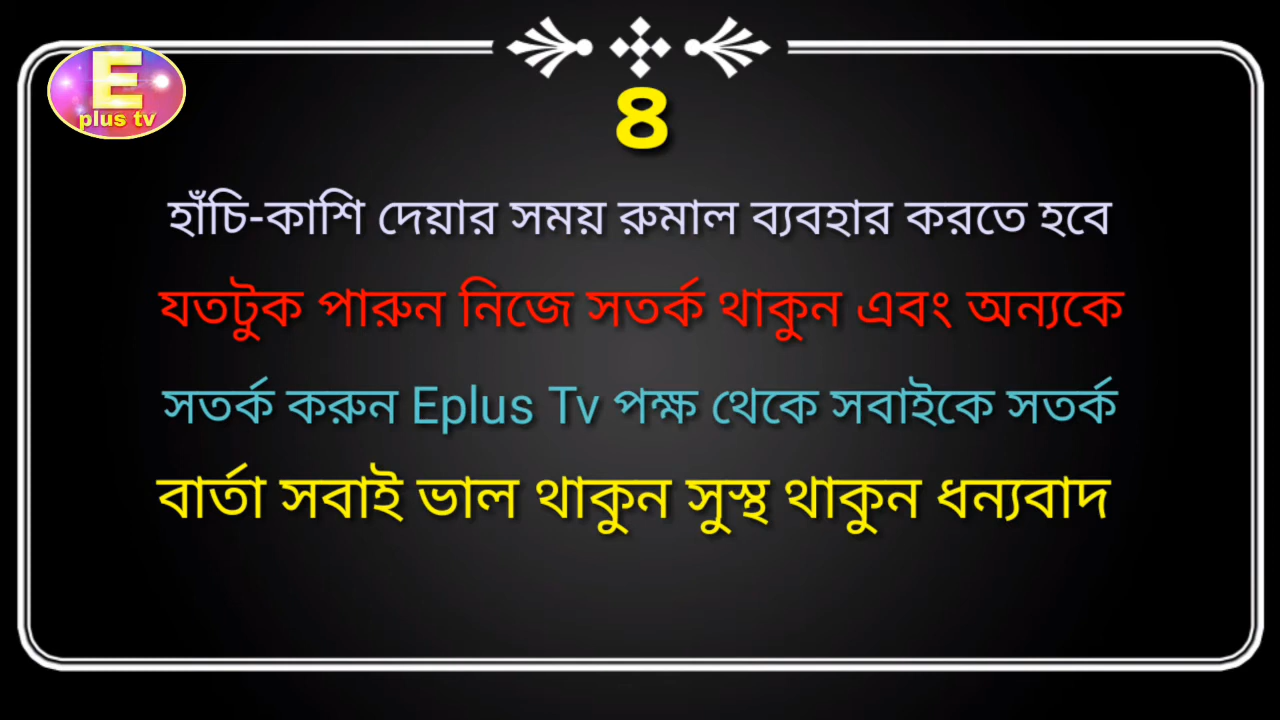 E
plus tv
৪
হাঁচি-কাশি দেয়ার সময় রুমাল ব্যবহার করতে হবে
যতটুক পারুন নিজে সতর্ক থাকুন এবং অন্যকে
সতর্ক করুন Eplus Tv পক্ষ থেকে সবাইকে সতর্ক
বার্তা সবাই ভাল থাকুন সুস্থ থাকুন ধন্যবাদ